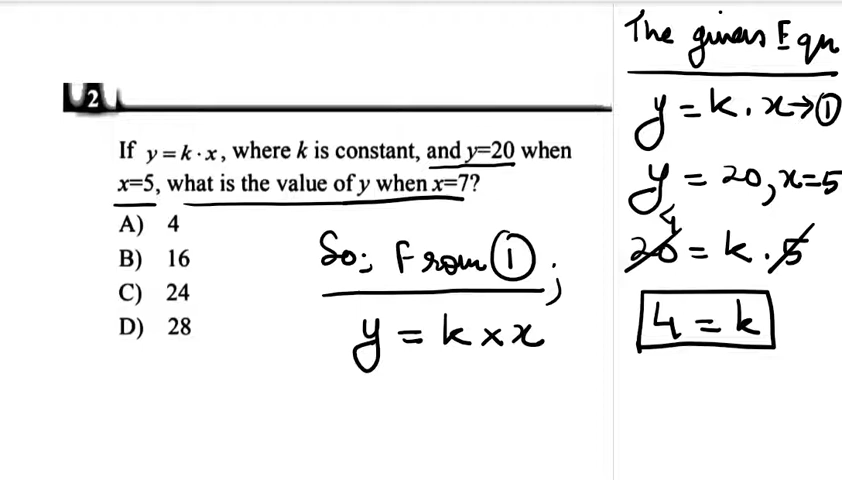 2
If y = k · x, where k is constant, and y=20 when
x=5, what is the value of y when x=7?
A) 4
B) 16
C) 24
D) 28
So; From ① ;
y = k × x
The given Eqn
y = k . x → ①
y = 20, x=5
4
20 = k . 5
4 = k